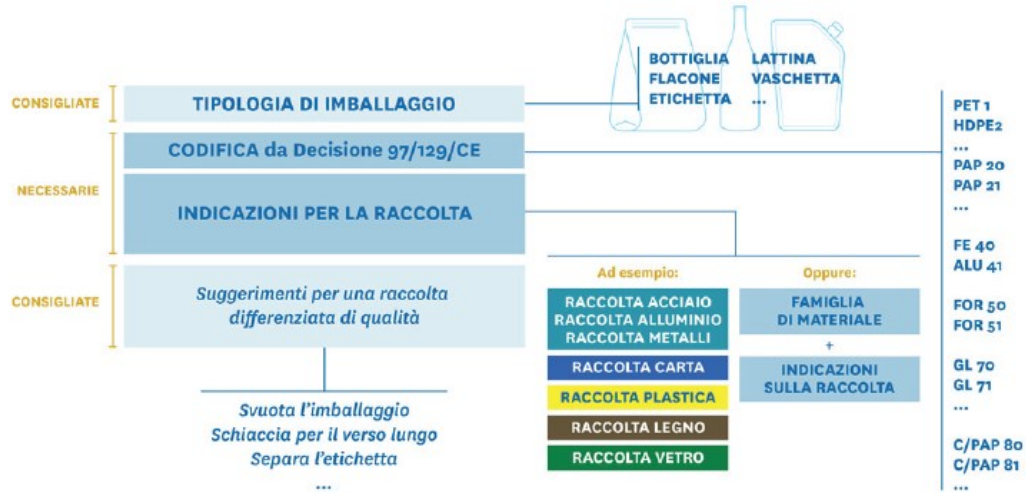 BOTTIGLIA LATTINA
FLACONE VASCHETTA
ETICHETTA ...
CONSIGLIATE
TIPOLOGIA DI IMBALLAGGIO
NECESSARIE
CODIFICA da Decisione 97/129/CE
INDICAZIONI PER LA RACCOLTA
CONSIGLIATE
Suggerimenti per una raccolta
differenziata di qualità
Svuota l'imballaggio
Schiaccia per il verso lungo
Separa l'etichetta
...
Ad esempio:
RACCOLTA ACCIAIO
RACCOLTA ALLUMINIO
RACCOLTA METALLI
RACCOLTA CARTA
RACCOLTA PLASTICA
RACCOLTA LEGNO
RACCOLTA VETRO
Oppure:
FAMIGLIA
DI MATERIALE
+
INDICAZIONI
SULLA RACCOLTA
PET 1
HDPE2
...
PAP 20
PAP 21
...
FE 40
ALU 41
FOR 50
FOR 51
GL 70
GL 71
...
C/PAP 80
C/PAP 81
...